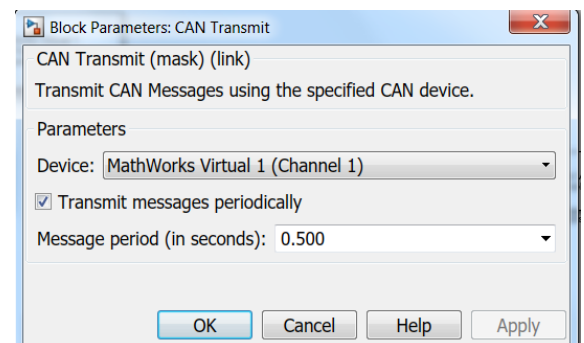 Block Parameters: CAN Transmit
CAN Transmit (mask) (link)
Transmit CAN Messages using the specified CAN device.
Parameters
Device: MathWorks Virtual 1 (Channel 1)
Transmit messages periodically
Message period (in seconds): 0.500
OK Cancel Help Apply